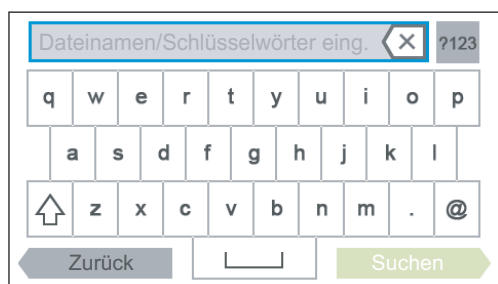 Dateinamen/Schlüsselwörter eing. ?123
q w e r t y u i o p
a s d f g h j k l
z x c v b n m . @
Zurück Suchen